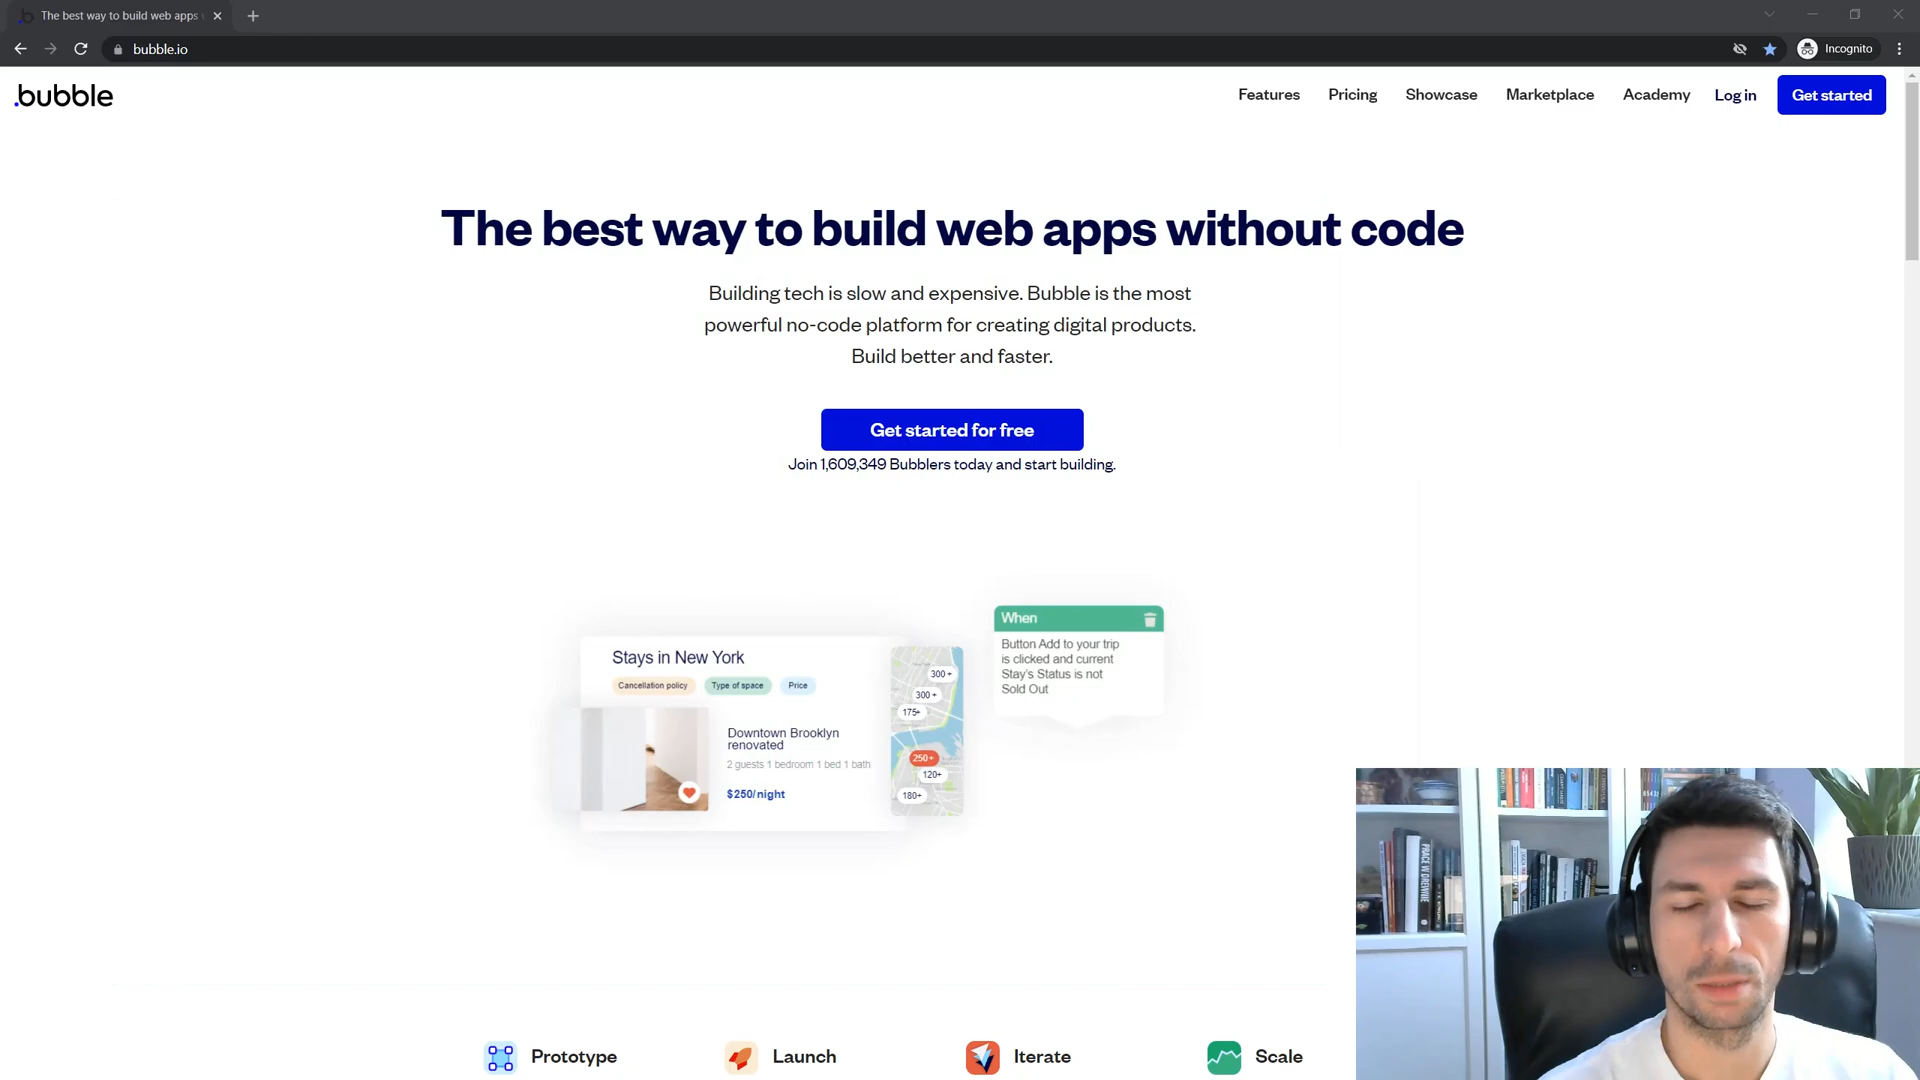 The best way to build web apps
bubble.io
Incognito
.bubble
Features
Pricing
Showcase
Marketplace
Academy
Log in
Get started
The best way to build web apps without code
Building tech is slow and expensive. Bubble is the most
powerful no-code platform for creating digital products.
Build better and faster.
Get started for free
Join 1,609,349 Bubblers today and start building.
Stays in New York
Cancellation policy
Type of space
Price
Downtown Brooklyn
renovated
2 guests 1 bedroom 1 bed 1 bath
$250/night
300 +
300 +
175+
250 +
120+
180+
When
Button Add to your trip
is clicked and current
Stay's Status is not
Sold Out
PRACE W DREWNIE
Prototype
Launch
Iterate
Scale